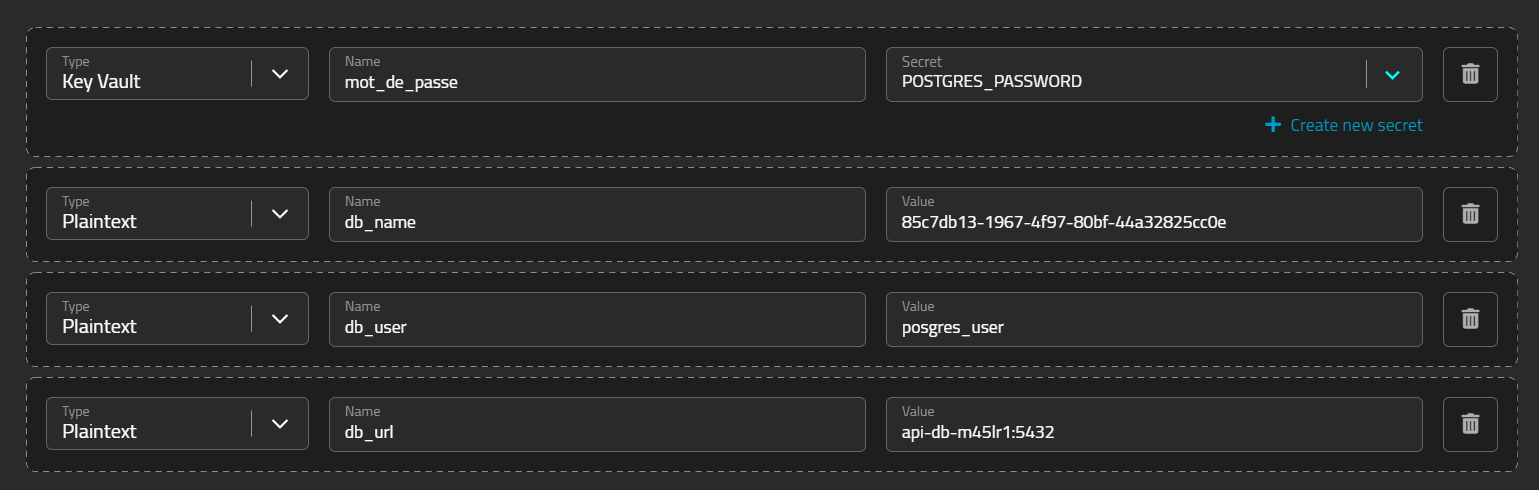 Type
Key Vault
Name
mot_de_passe
Secret
POSTGRES_PASSWORD
Create new secret
Type
Plaintext
Name
db_name
Value
85c7db13-1967-4f97-80bf-44a32825cc0e
Type
Plaintext
Name
db_user
Value
posgres_user
Type
Plaintext
Name
db_url
Value
api-db-m45lr1:5432